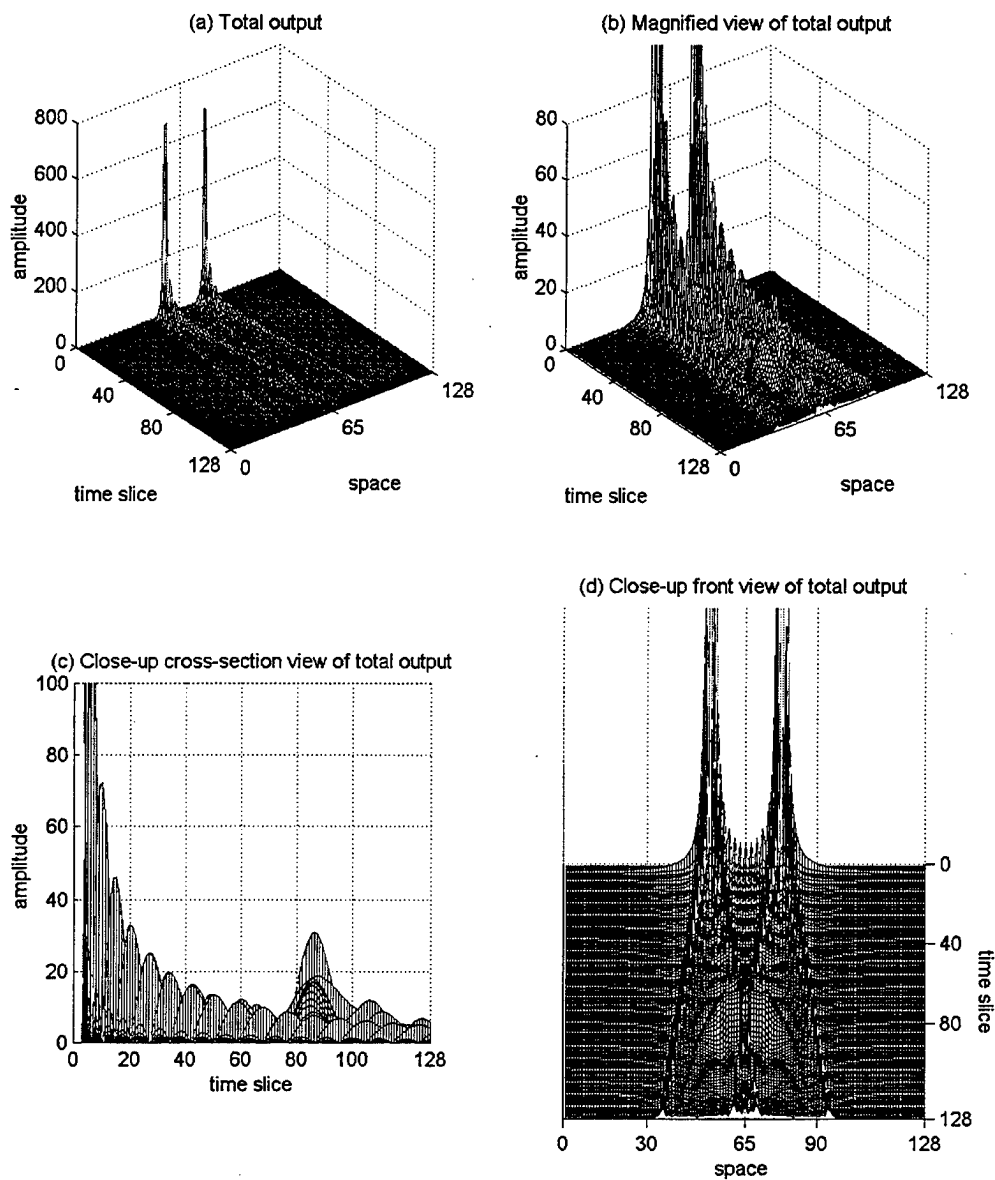 (a) Total output
800
600
400
200
0
amplitude
0
40
80
128
time slice
0
65
128
space
(b) Magnified view of total output
80
60
40
20
0
amplitude
0
40
80
128
time slice
0
65
128
space
(c) Close-up cross-section view of total output
100
80
60
40
20
0
amplitude
0 20 40 60 80 100 128
time slice
(d) Close-up front view of total output
0
40
80
128
time slice
0 30 65 90 128
space